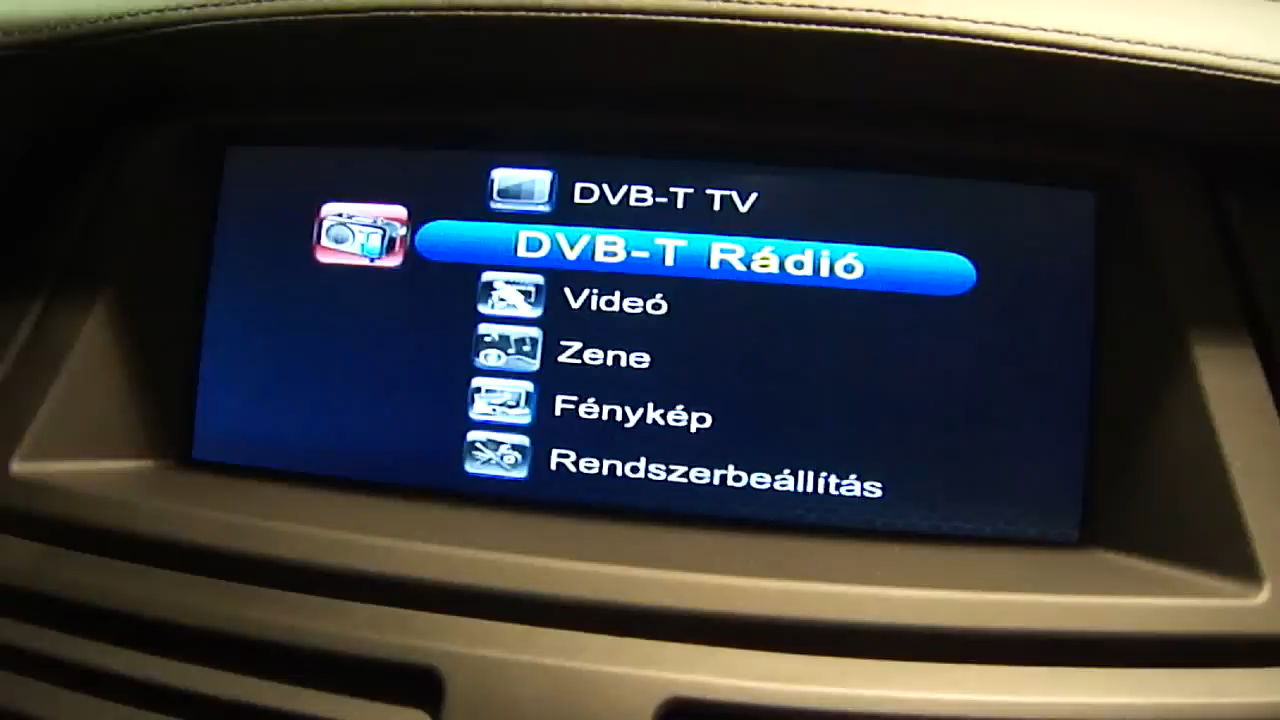 DVB-T TV
DVB-T Rádió
Videó
Zene
Fénykép
Rendszerbeállítás